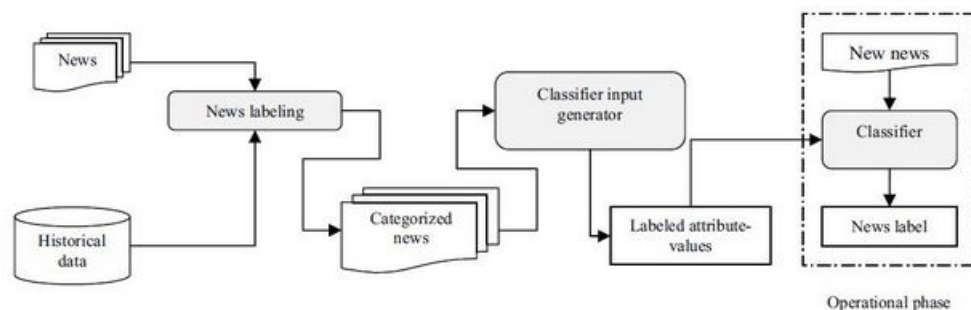 News
News labeling
Historical
data
Categorized
news
Classifier input
generator
Labeled attribute-
values
New news
Classifier
News label
Operational phase